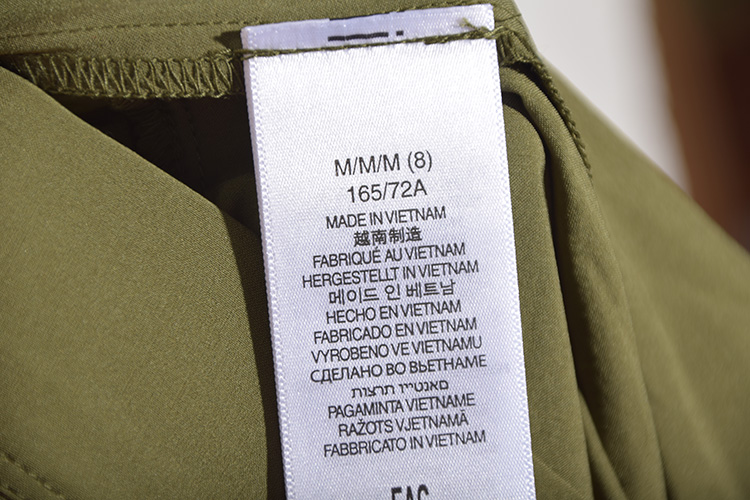 M/M/M (8)
165/72A
MADE IN VIETNAM
越南制造
FABRIQUÉ AU VIETNAM
HERGESTELLT IN VIETNAM
메이드 인 베트남
HECHO EN VIETNAM
FABRICADO EN VIETNAM
VYROBENO VE VIETNAMU
СДЕЛАНО ВО ВЬЕТНАМЕ
PAGAMINTA VIETNAME
RAŽOTS VJETNAMĀ
FABBRICATO IN VIETNAM
EAC